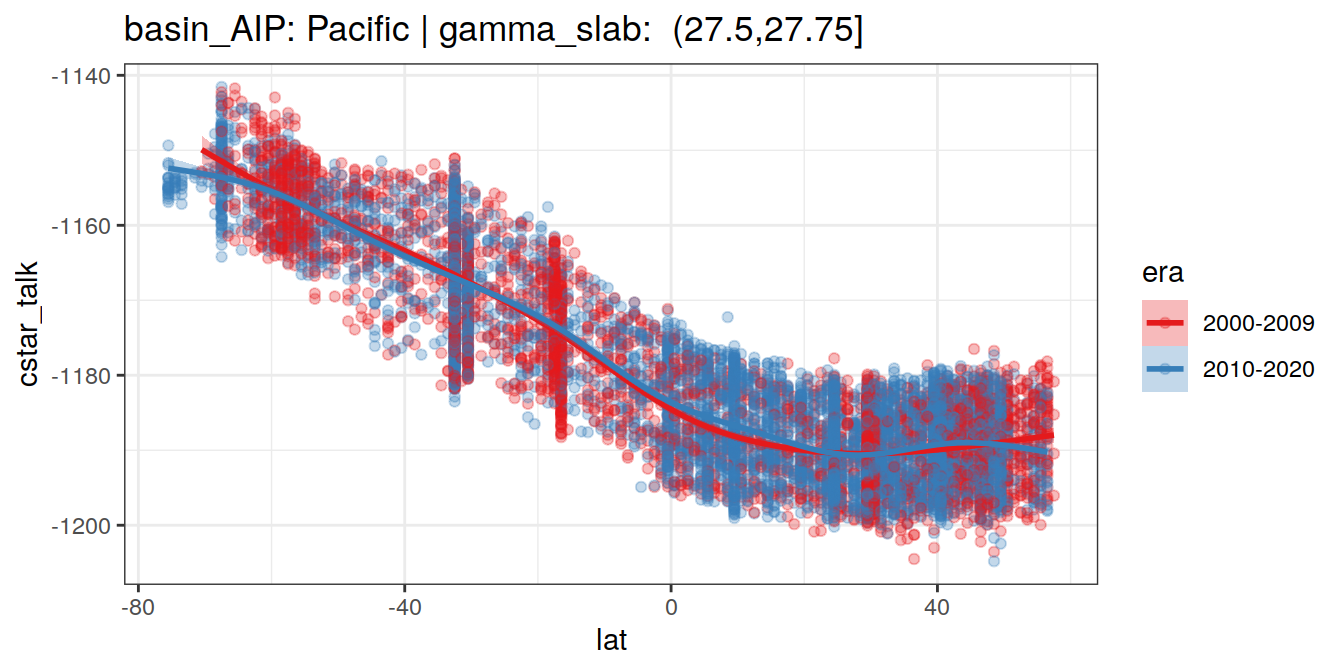 basin_AIP: Pacific | gamma_slab:  (27.5,27.75]
-1140
-1160
-1180
-1200
cstar_talk
-80
-40
0
40
lat
era
2000-2009
2010-2020